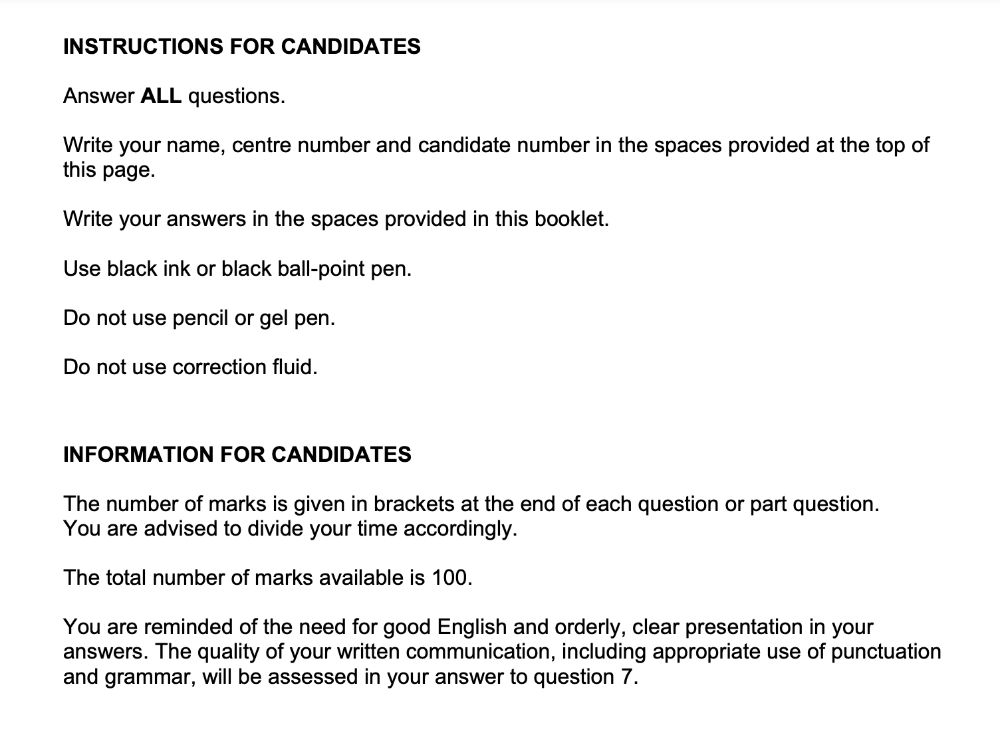 INSTRUCTIONS FOR CANDIDATES
Answer ALL questions.
Write your name, centre number and candidate number in the spaces provided at the top of
this page.
Write your answers in the spaces provided in this booklet.
Use black ink or black ball-point pen.
Do not use pencil or gel pen.
Do not use correction fluid.
INFORMATION FOR CANDIDATES
The number of marks is given in brackets at the end of each question or part question.
You are advised to divide your time accordingly.
The total number of marks available is 100.
You are reminded of the need for good English and orderly, clear presentation in your
answers. The quality of your written communication, including appropriate use of punctuation
and grammar, will be assessed in your answer to question 7.